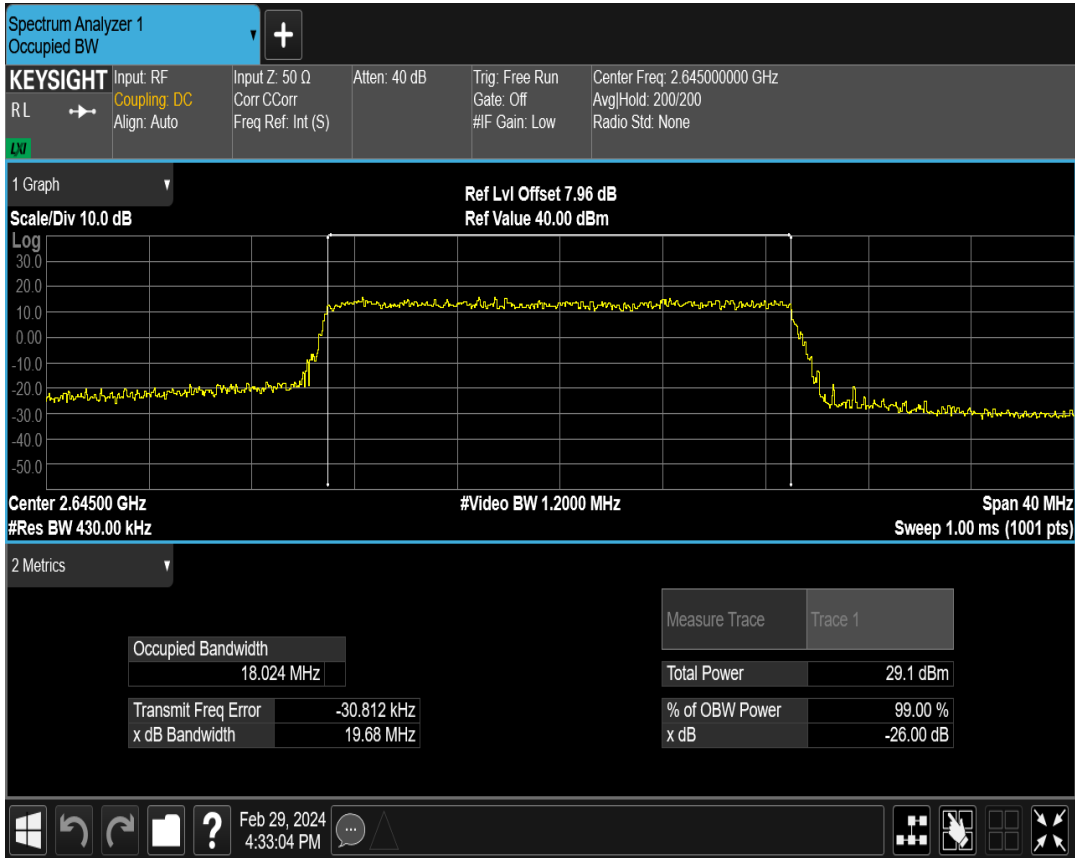 Spectrum Analyzer 1
Occupied BW
KEYSIGHT
RL
LXI
Input: RF
Coupling: DC
Align: Auto
Input Z: 50 Ω
Corr CCorr
Freq Ref: Int (S)
Atten: 40 dB
Trig: Free Run
Gate: Off
#IF Gain: Low
Center Freq: 2.645000000 GHz
Avg|Hold: 200/200
Radio Std: None
1 Graph
Scale/Div 10.0 dB
Ref Lvl Offset 7.96 dB
Ref Value 40.00 dBm
Log
30.0
20.0
10.0
0.00
-10.0
-20.0
-30.0
-40.0
-50.0
Center 2.64500 GHz
#Video BW 1.2000 MHz
Span 40 MHz
#Res BW 430.00 kHz
Sweep 1.00 ms (1001 pts)
2 Metrics
Measure Trace Trace 1
Occupied Bandwidth
18.024 MHz
Total Power 29.1 dBm
Transmit Freq Error -30.812 kHz
% of OBW Power 99.00 %
x dB Bandwidth 19.68 MHz
x dB -26.00 dB
?
Feb 29, 2024
4:33:04 PM